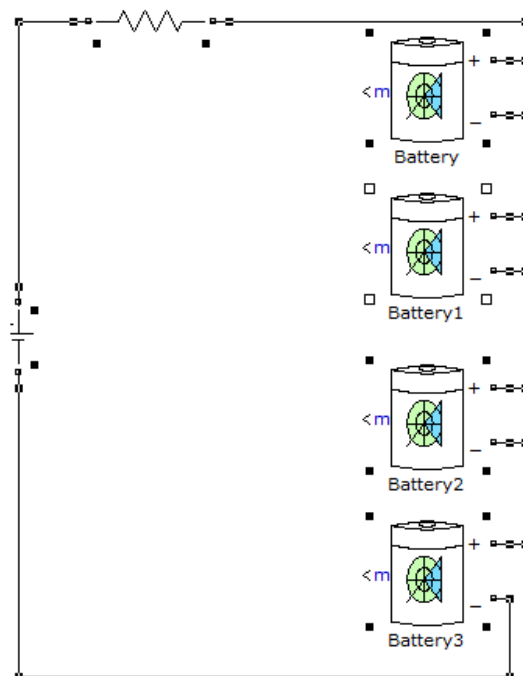 +
<m
–
Battery
+
<m
–
Battery1
+
<m
–
Battery2
+
<m
–
Battery3